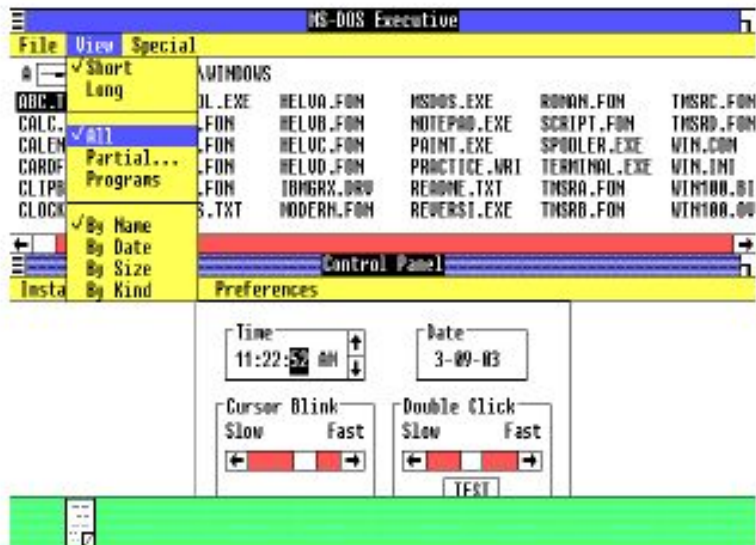 MS-DOS Executive
File View Special
A \WINDOWS
✓Short
Long
✓All
Partial...
Programs
✓By Name
By Date
By Size
By Kind
ABC.T OL.EXE HELVA.FON MSDOS.EXE ROMAN.FON TMSRC.FON
CALC. .FON HELVB.FON NOTEPAD.EXE SCRIPT.FON TMSRD.FON
CALEN .FON HELVC.FON PAINT.EXE SPOOLER.EXE WIN.COM
CARDF .FON HELVD.FON PRACTICE.WRI TERMINAL.EXE WIN.INI
CLIPB .FON IBMGRX.DRV README.TXT TMSRA.FON WIN100.BI
CLOCK S.TXT MODERN.FON REVERSI.EXE TMSRB.FON WIN100.OV
Control Panel
Insta Preferences
Time
11:22:52 AM
Date
3-09-03
Cursor Blink
Slow Fast
Double Click
Slow Fast
TEST